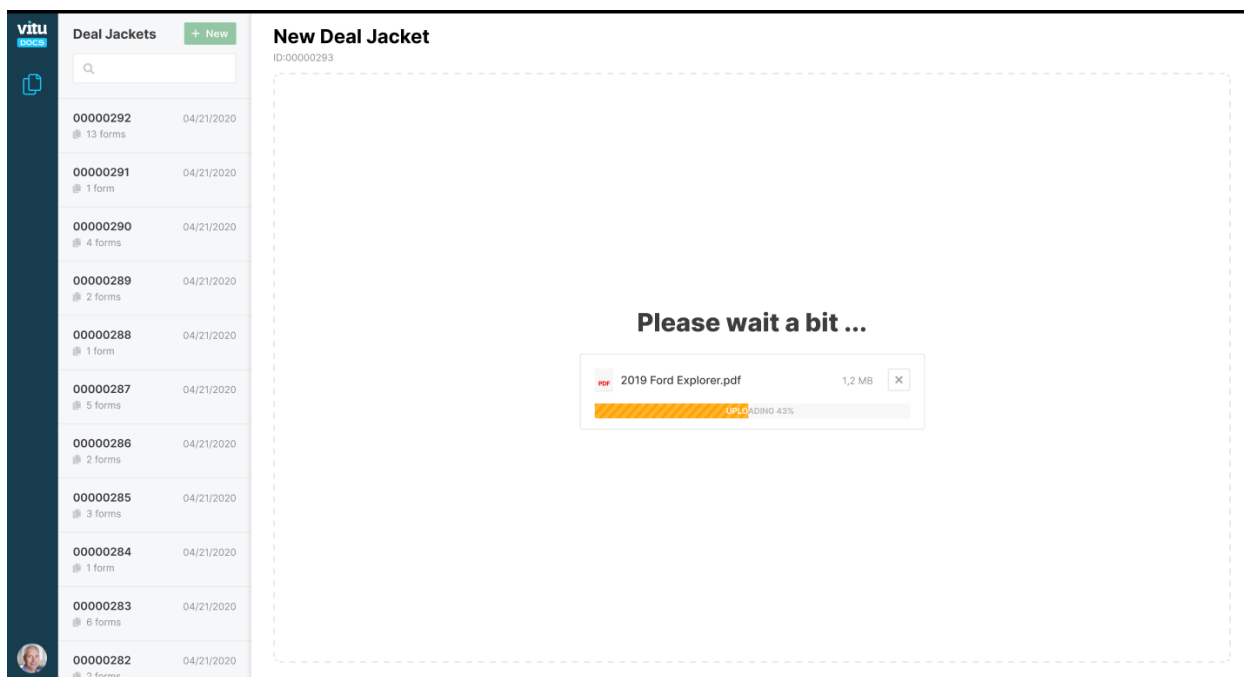 vitu
DOCS
Deal Jackets
+ New
00000292 04/21/2020
13 forms
00000291 04/21/2020
1 form
00000290 04/21/2020
4 forms
00000289 04/21/2020
2 forms
00000288 04/21/2020
1 form
00000287 04/21/2020
5 forms
00000286 04/21/2020
2 forms
00000285 04/21/2020
3 forms
00000284 04/21/2020
1 form
00000283 04/21/2020
6 forms
00000282 04/21/2020
forms
New Deal Jacket
ID:00000293
Please wait a bit ...
PDF 2019 Ford Explorer.pdf 1,2 MB
UPLOADING 43%